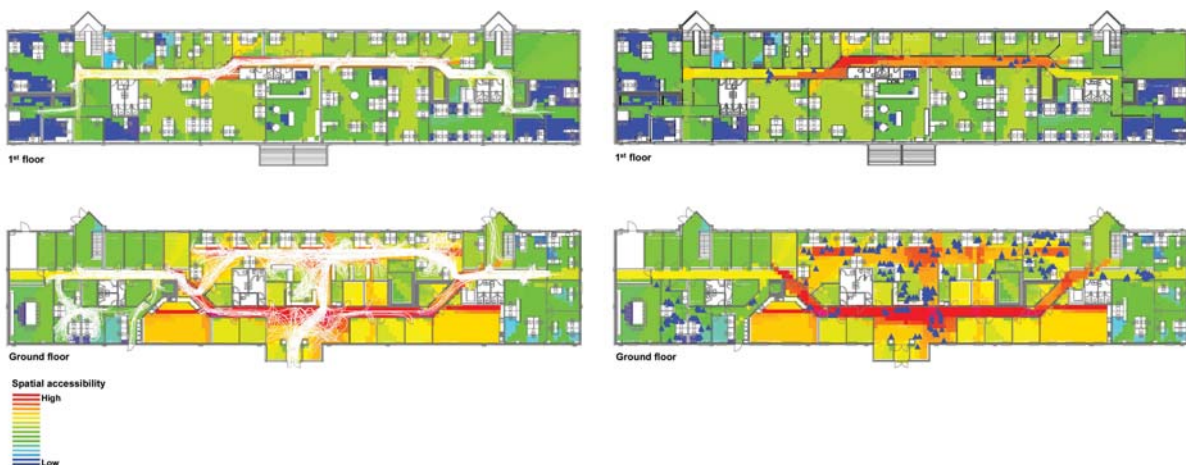 1st floor
1st floor
Ground floor
Ground floor
Spatial accessibility
High
Low